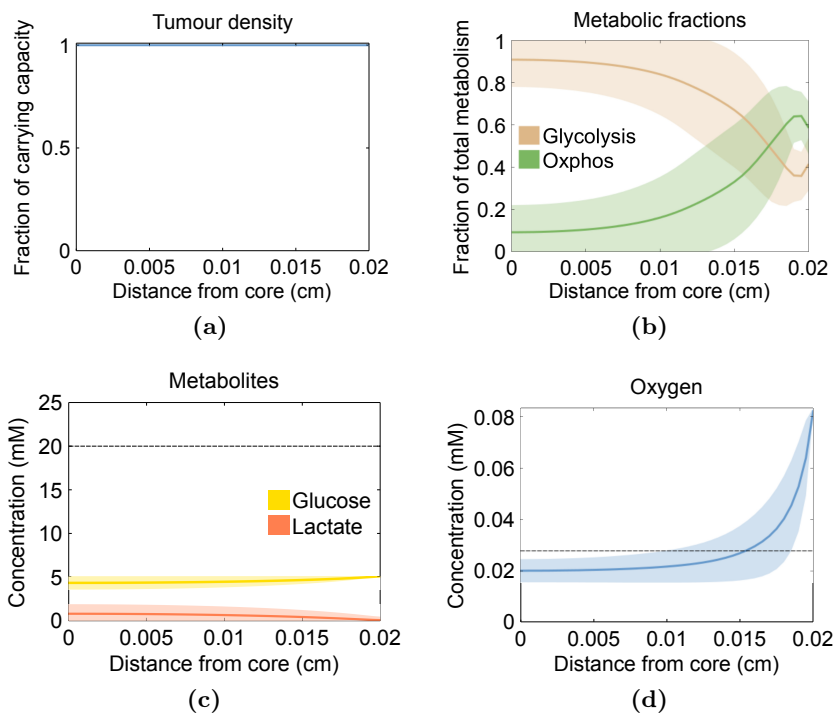 Tumour density
Fraction of carrying capacity
1
0.5
0
0
0.005
0.01
0.015
0.02
Distance from core (cm)
(a)
Metabolic fractions
Fraction of total metabolism
1
0.8
0.6
0.4
0.2
0
Glycolysis
Oxphos
0
0.005
0.01
0.015
0.02
Distance from core (cm)
(b)
Metabolites
Concentration (mM)
25
20
15
10
5
0
Glucose
Lactate
0
0.005
0.01
0.015
0.02
Distance from core (cm)
(c)
Oxygen
Concentration (mM)
0.08
0.06
0.04
0.02
0
0
0.005
0.01
0.015
0.02
Distance from core (cm)
(d)